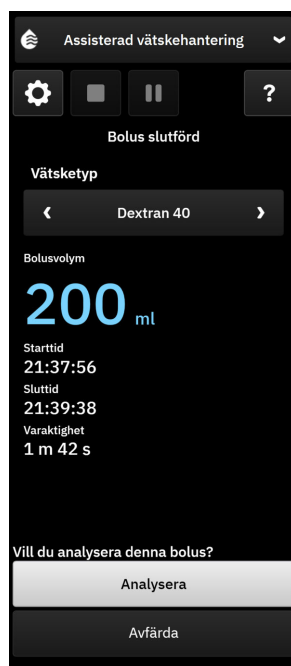 Assisterad vätskehantering
?
Bolus slutförd
Vätsketyp
Dextran 40
Bolusvolym
200 ml
Starttid
21:37:56
Sluttid
21:39:38
Varaktighet
1 m 42 s
Vill du analysera denna bolus?
Analysera
Avfärda